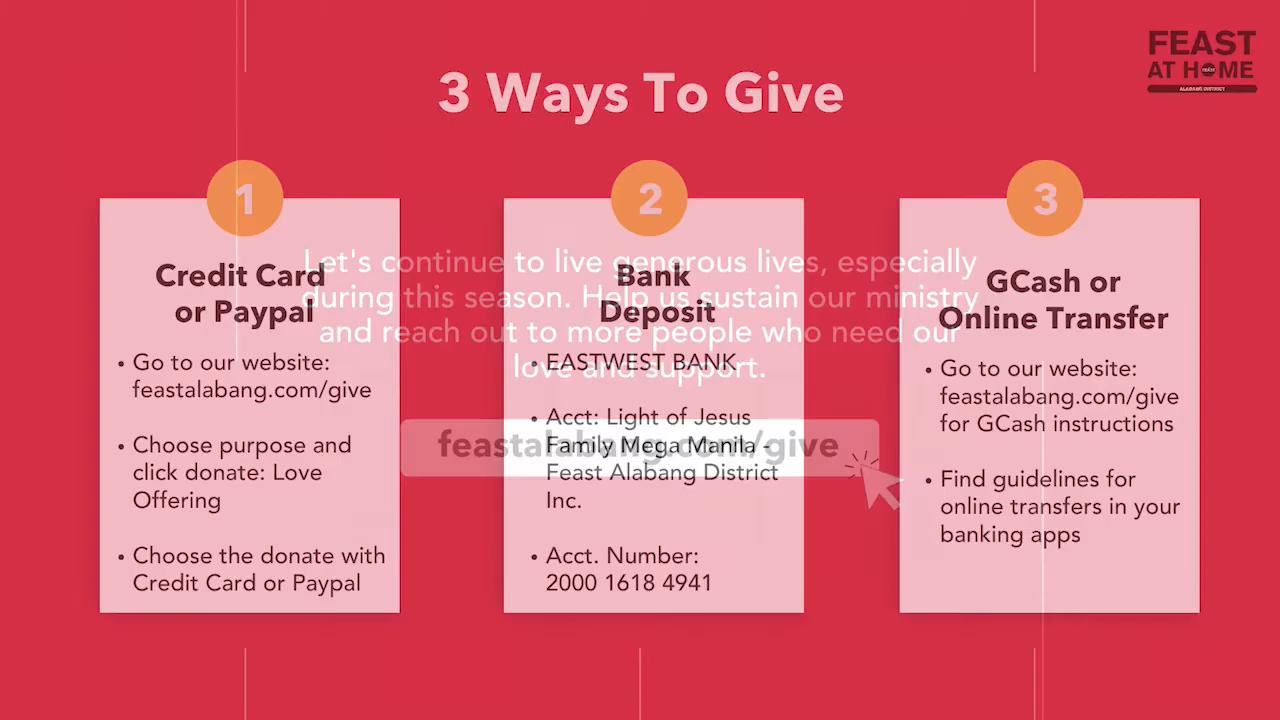 FEAST
AT HOME
FEAST
ALABANG DISTRICT
3 Ways To Give
1
Credit Card
or Paypal
• Go to our website:
feastalabang.com/give
• Choose purpose and
click donate: Love
Offering
• Choose the donate with
Credit Card or Paypal
2
Bank
Deposit
• EASTWEST BANK
• Acct: Light of Jesus
Family Mega Manila -
Feast Alabang District
Inc.
• Acct. Number:
2000 1618 4941
3
GCash or
Online Transfer
• Go to our website:
feastalabang.com/give
for GCash instructions
• Find guidelines for
online transfers in your
banking apps
Let's continue to live generous lives, especially
during this season. Help us sustain our ministry
and reach out to more people who need our
love and support.
feastalabang.com/give